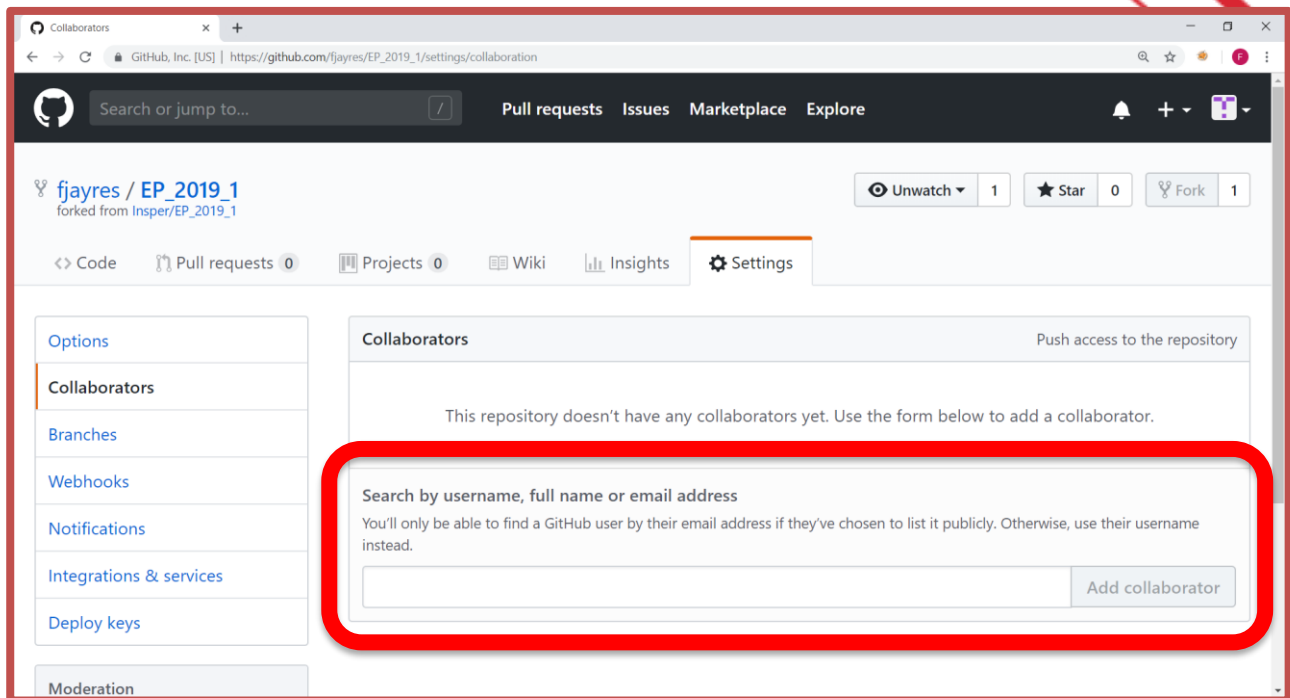 Collaborators
GitHub, Inc. [US] | https://github.com/fjayres/EP_2019_1/settings/collaboration
F
Search or jump to...
/
Pull requests Issues Marketplace Explore
fjayres / EP_2019_1
forked from Insper/EP_2019_1
Unwatch 1
Star 0
Fork 1
Code
Pull requests 0
Projects 0
Wiki
Insights
Settings
Options
Collaborators
Branches
Webhooks
Notifications
Integrations & services
Deploy keys
Moderation
Collaborators
Push access to the repository
This repository doesn't have any collaborators yet. Use the form below to add a collaborator.
Search by username, full name or email address
You'll only be able to find a GitHub user by their email address if they've chosen to list it publicly. Otherwise, use their username
instead.
Add collaborator